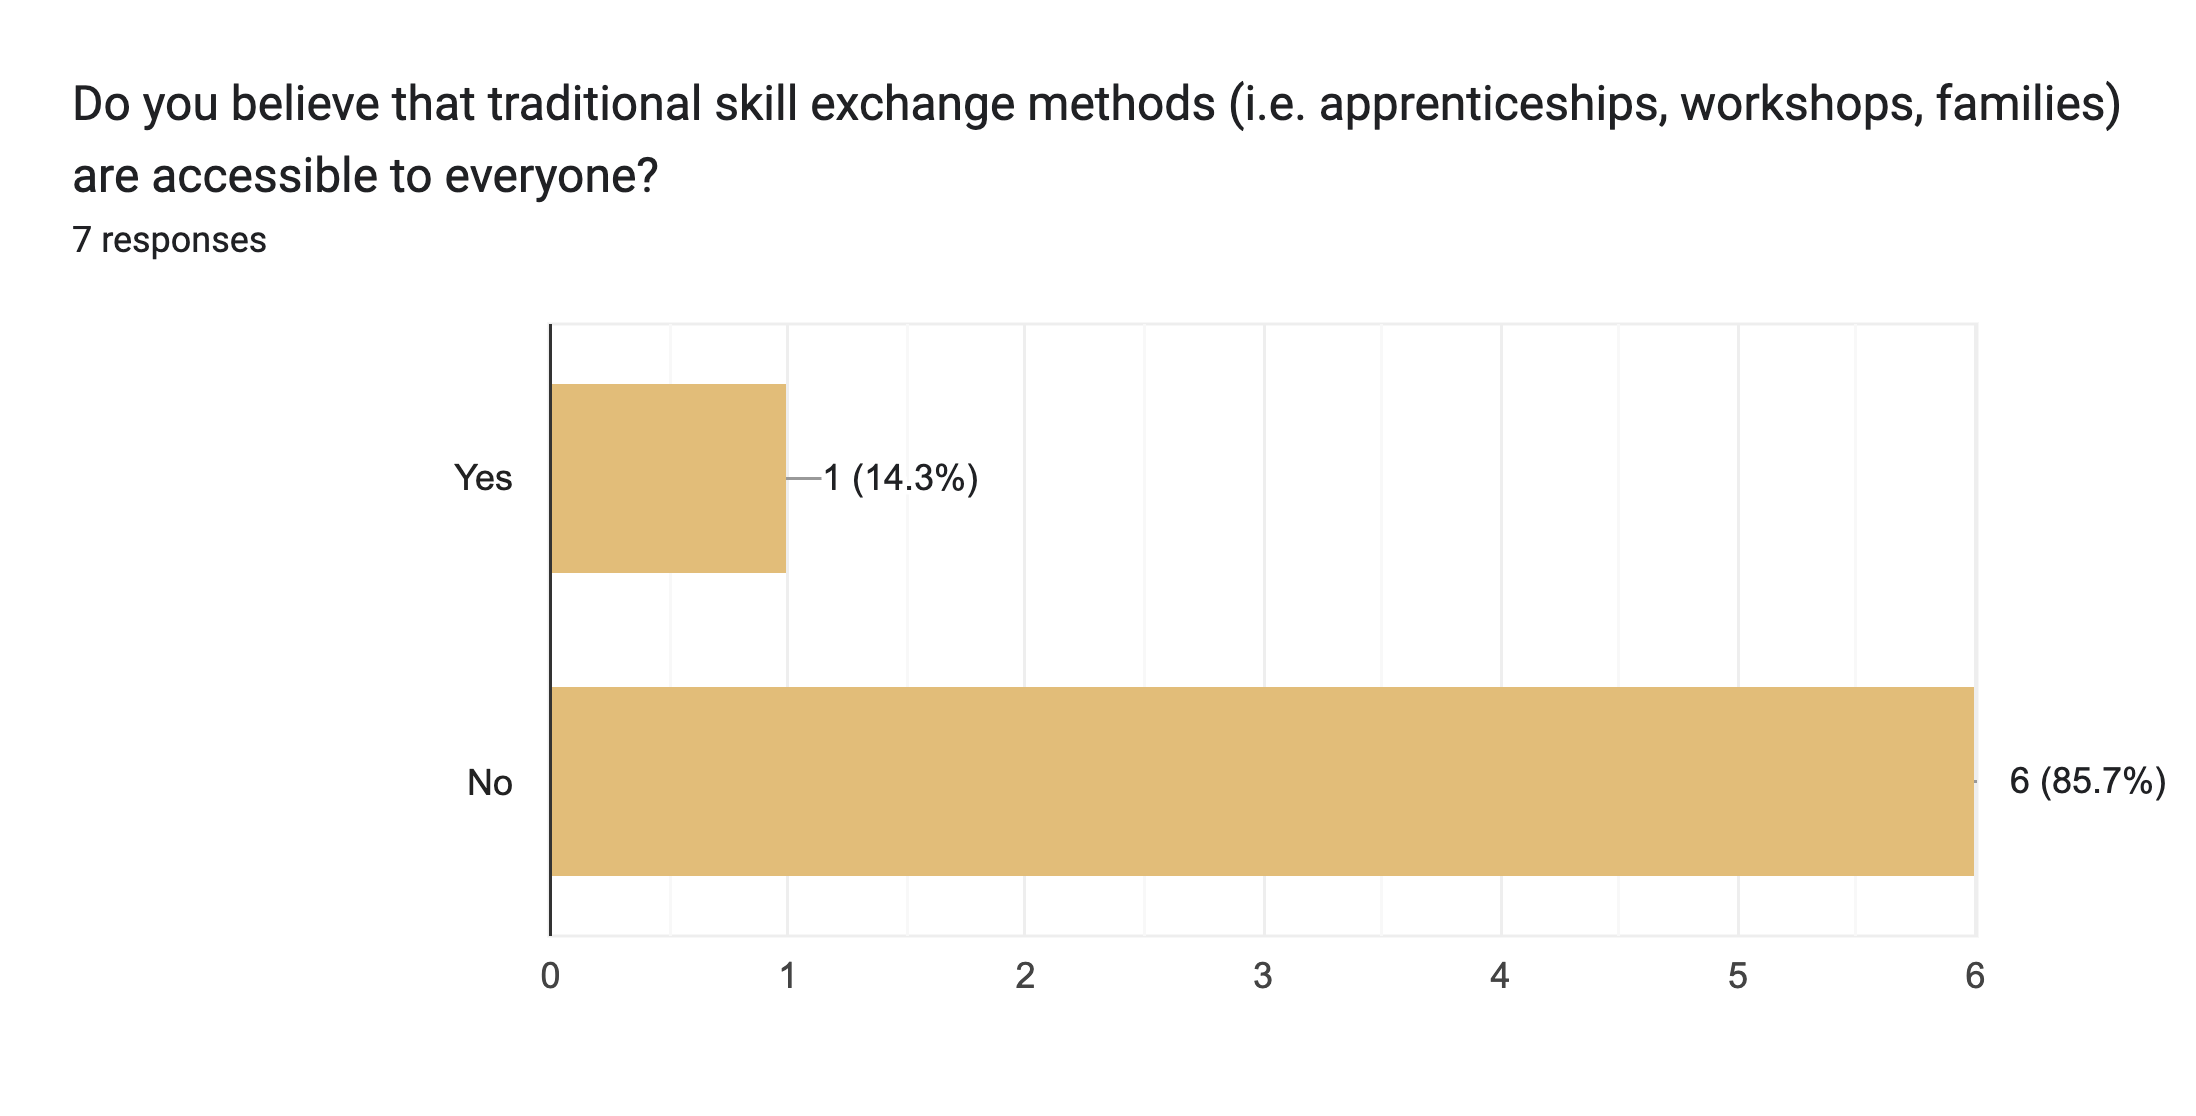 Do you believe that traditional skill exchange methods (i.e. apprenticeships, workshops, families)
are accessible to everyone?
7 responses
Yes
1 (14.3%)
No
6 (85.7%)
0 1 2 3 4 5 6